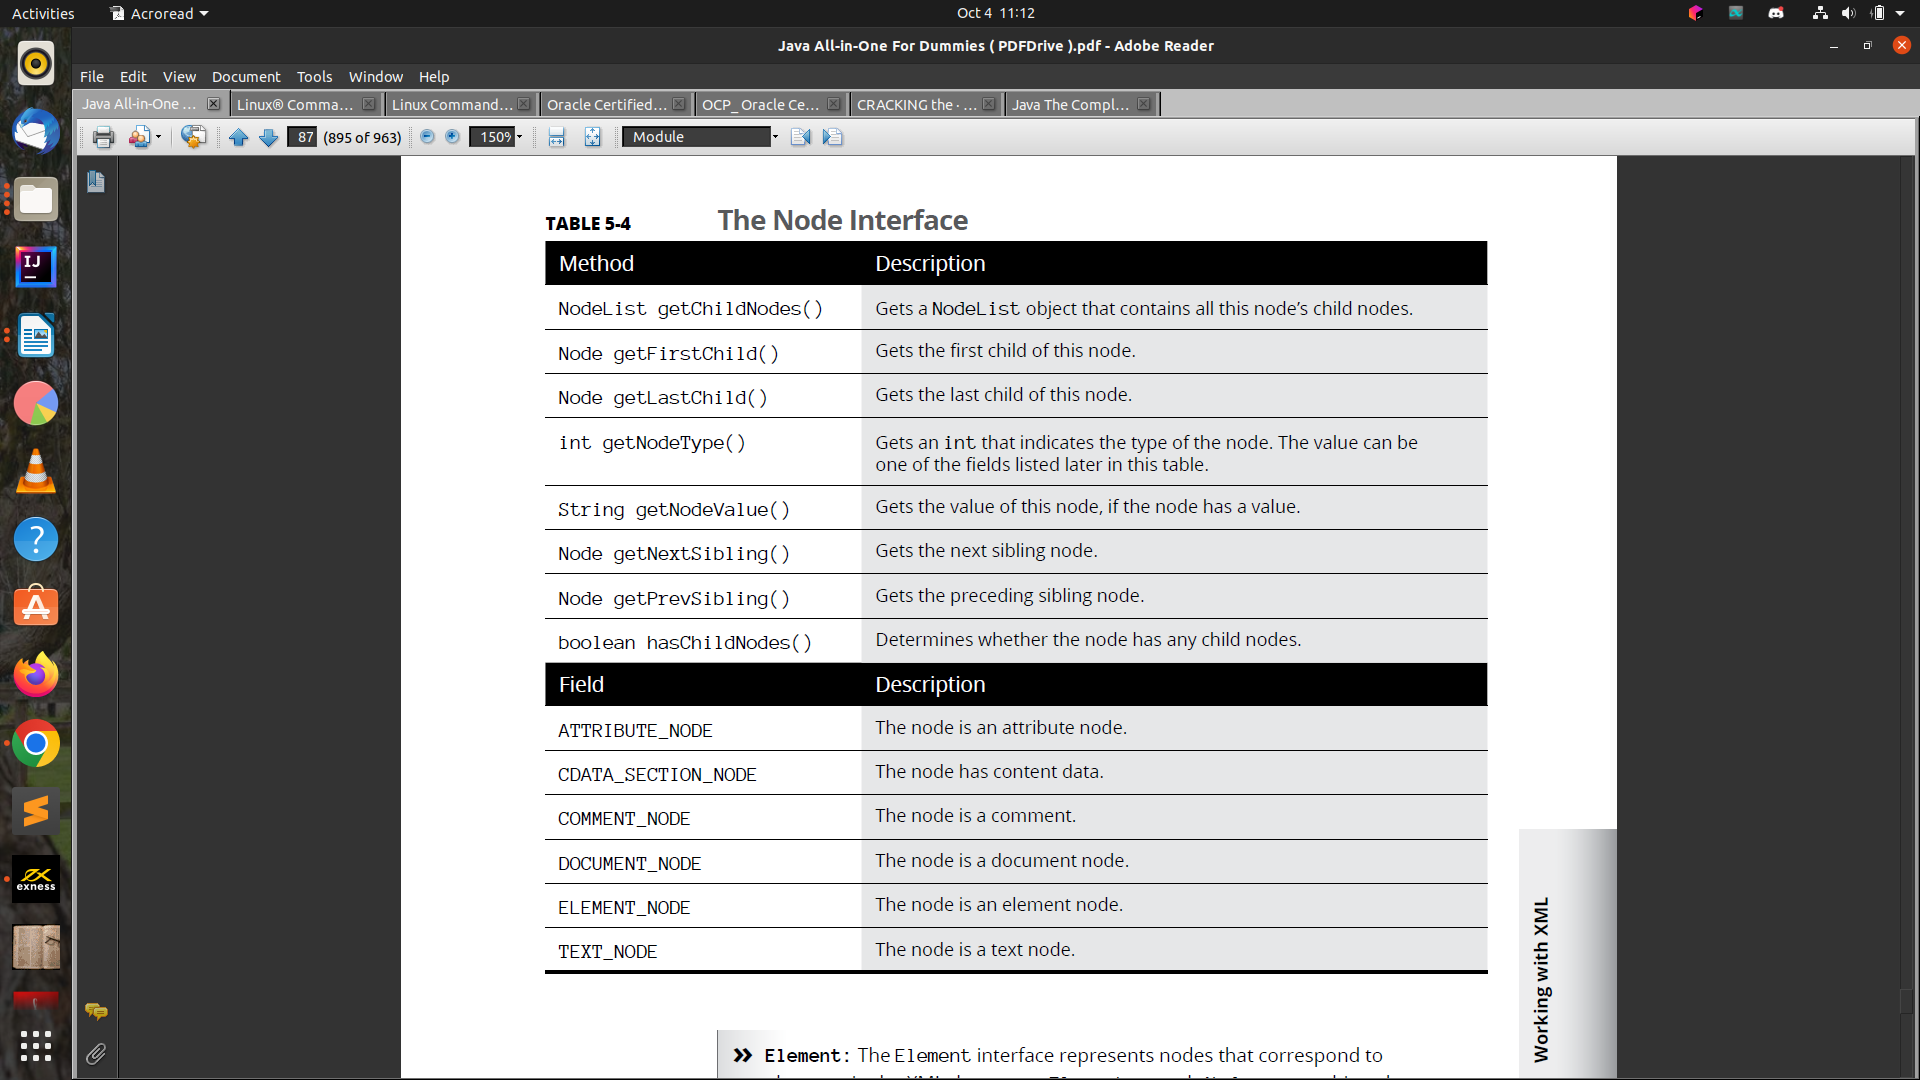 Activities Acroread Oct 4 11:12
Java All-in-One For Dummies ( PDFDrive ).pdf - Adobe Reader
File Edit View Document Tools Window Help
Java All-in-One ... Linux® Comma... Linux Command... Oracle Certified... OCP_ Oracle Ce... CRACKING the · ... Java The Compl...
87 (895 of 963) 150% Module
TABLE 5-4 The Node Interface
Method Description
NodeList getChildNodes() Gets a NodeList object that contains all this node’s child nodes.
Node getFirstChild() Gets the first child of this node.
Node getLastChild() Gets the last child of this node.
int getNodeType() Gets an int that indicates the type of the node. The value can be
one of the fields listed later in this table.
String getNodeValue() Gets the value of this node, if the node has a value.
Node getNextSibling() Gets the next sibling node.
Node getPrevSibling() Gets the preceding sibling node.
boolean hasChildNodes() Determines whether the node has any child nodes.
Field Description
ATTRIBUTE_NODE The node is an attribute node.
CDATA_SECTION_NODE The node has content data.
COMMENT_NODE The node is a comment.
DOCUMENT_NODE The node is a document node.
ELEMENT_NODE The node is an element node.
TEXT_NODE The node is a text node.
Working with XML
» Element: The Element interface represents nodes that correspond to
IJ
exness